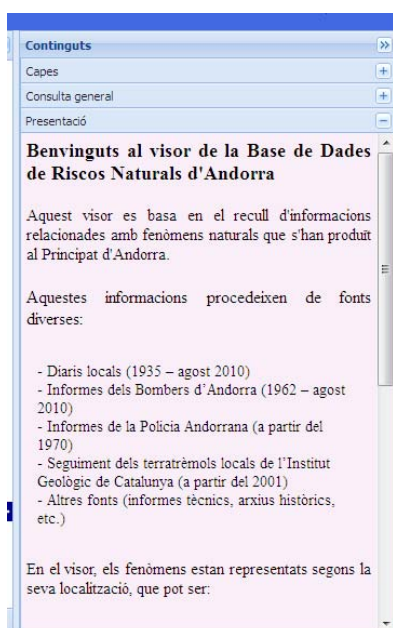 Continguts
Capes
Consulta general
Presentació
Benvinguts al visor de la Base de Dades
de Riscos Naturals d'Andorra
Aquest visor es basa en el recull d'informacions
relacionades amb fenòmens naturals que s'han produït
al Principat d'Andorra.
Aquestes informacions procedeixen de fonts
diverses:
- Diaris locals (1935 – agost 2010)
- Informes dels Bombers d'Andorra (1962 – agost
2010)
- Informes de la Policia Andorrana (a partir del
1970)
- Seguiment dels terratrèmols locals de l'Institut
Geològic de Catalunya (a partir del 2001)
- Altres fonts (informes tècnics, arxius històrics,
etc.)
En el visor, els fenòmens estan representats segons la
seva localització, que pot ser: